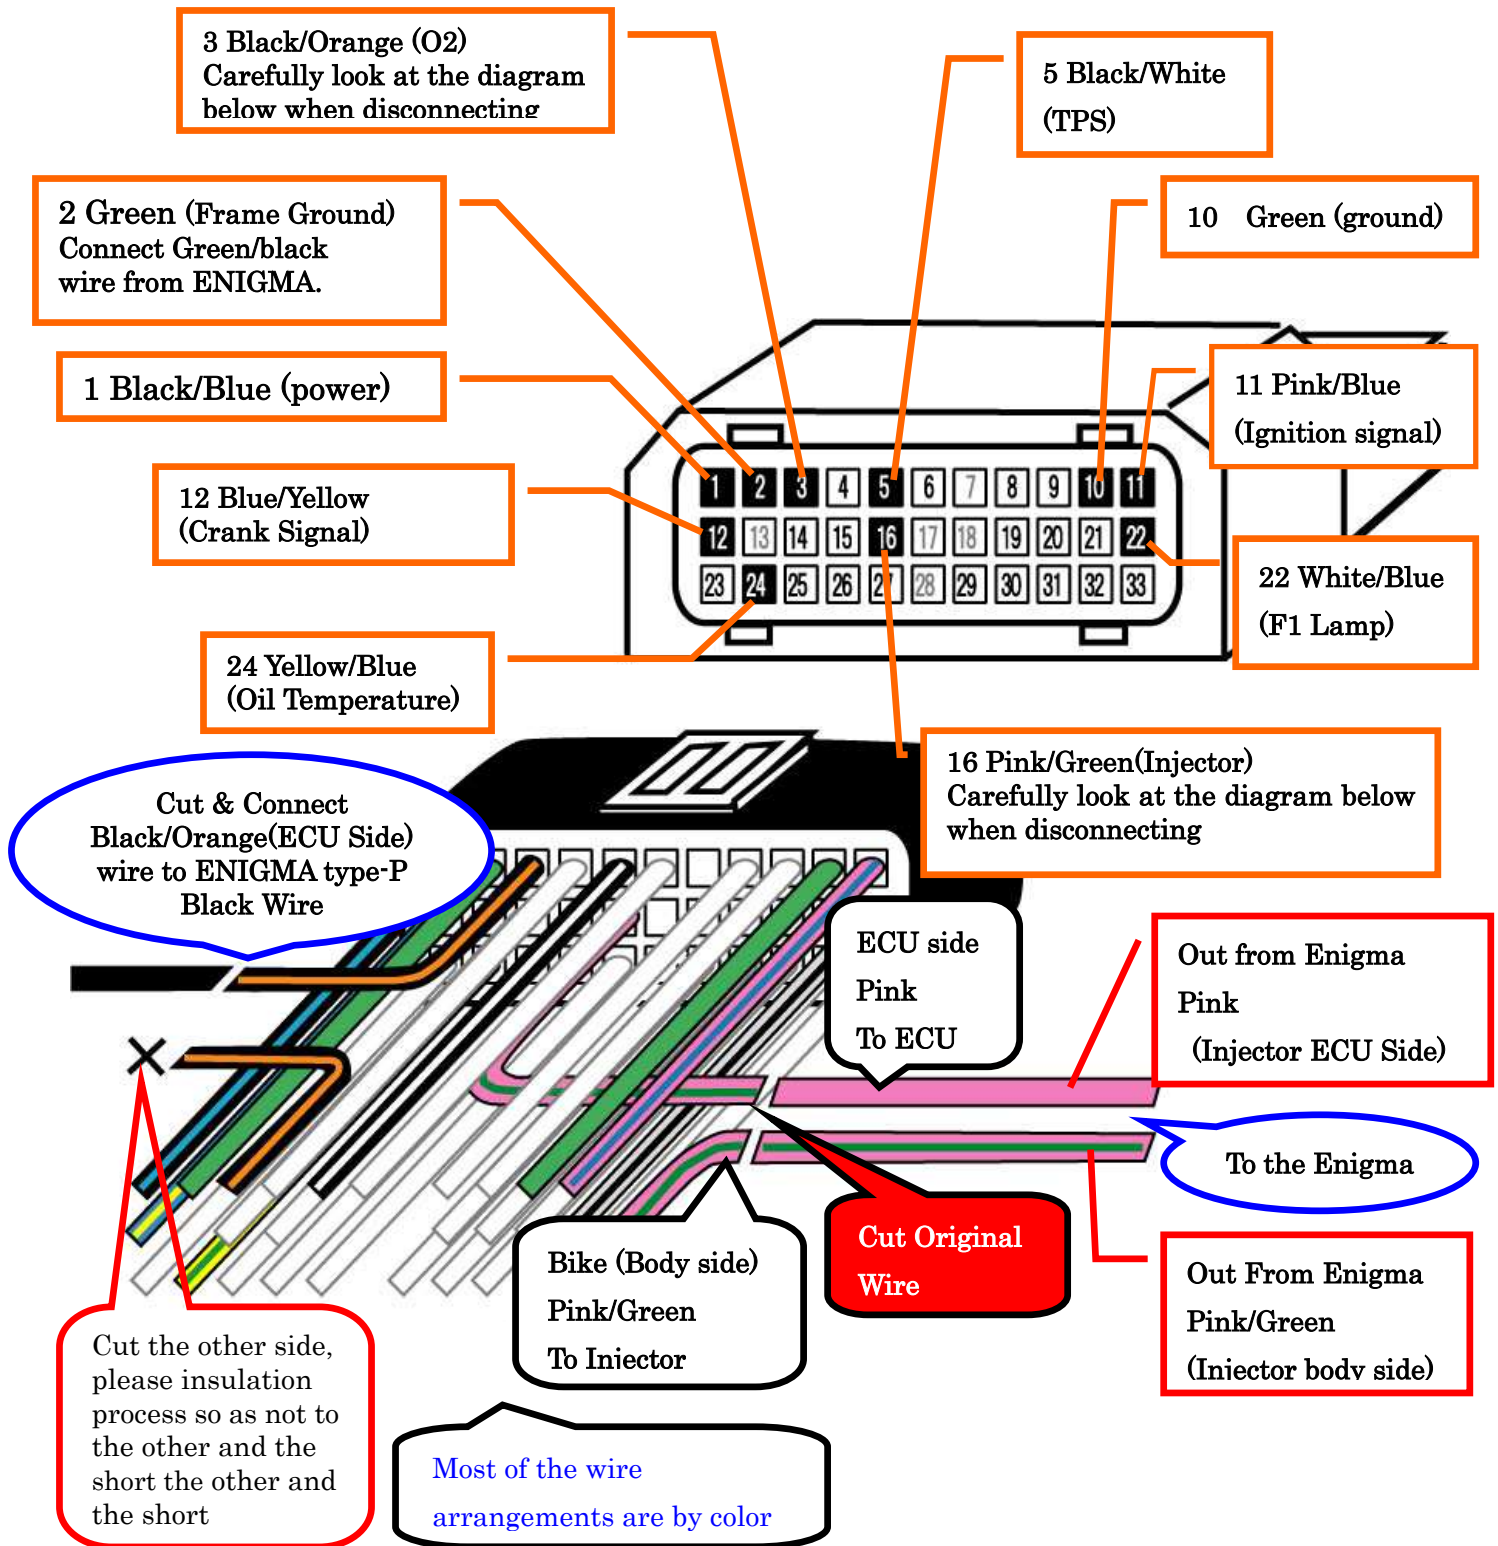 3 Black/Orange (O2)
Carefully look at the diagram
below when disconnecting
5 Black/White
(TPS)
2 Green (Frame Ground)
Connect Green/black
wire from ENIGMA.
10 Green (ground)
1 Black/Blue (power)
11 Pink/Blue
(Ignition signal)
12 Blue/Yellow
(Crank Signal)
1 2 3 4 5 6 7 8 9 10 11
12 13 14 15 16 17 18 19 20 21 22
23 24 25 26 27 28 29 30 31 32 33
22 White/Blue
(F1 Lamp)
24 Yellow/Blue
(Oil Temperature)
16 Pink/Green(Injector)
Carefully look at the diagram below
when disconnecting
Cut & Connect
Black/Orange(ECU Side)
wire to ENIGMA type-P
Black Wire
ECU side
Pink
To ECU
Out from Enigma
Pink
(Injector ECU Side)
To the Enigma
Cut Original
Wire
Bike (Body side)
Pink/Green
To Injector
Out From Enigma
Pink/Green
(Injector body side)
Cut the other side,
please insulation
process so as not to
the other and the
short the other and
the short
Most of the wire
arrangements are by color